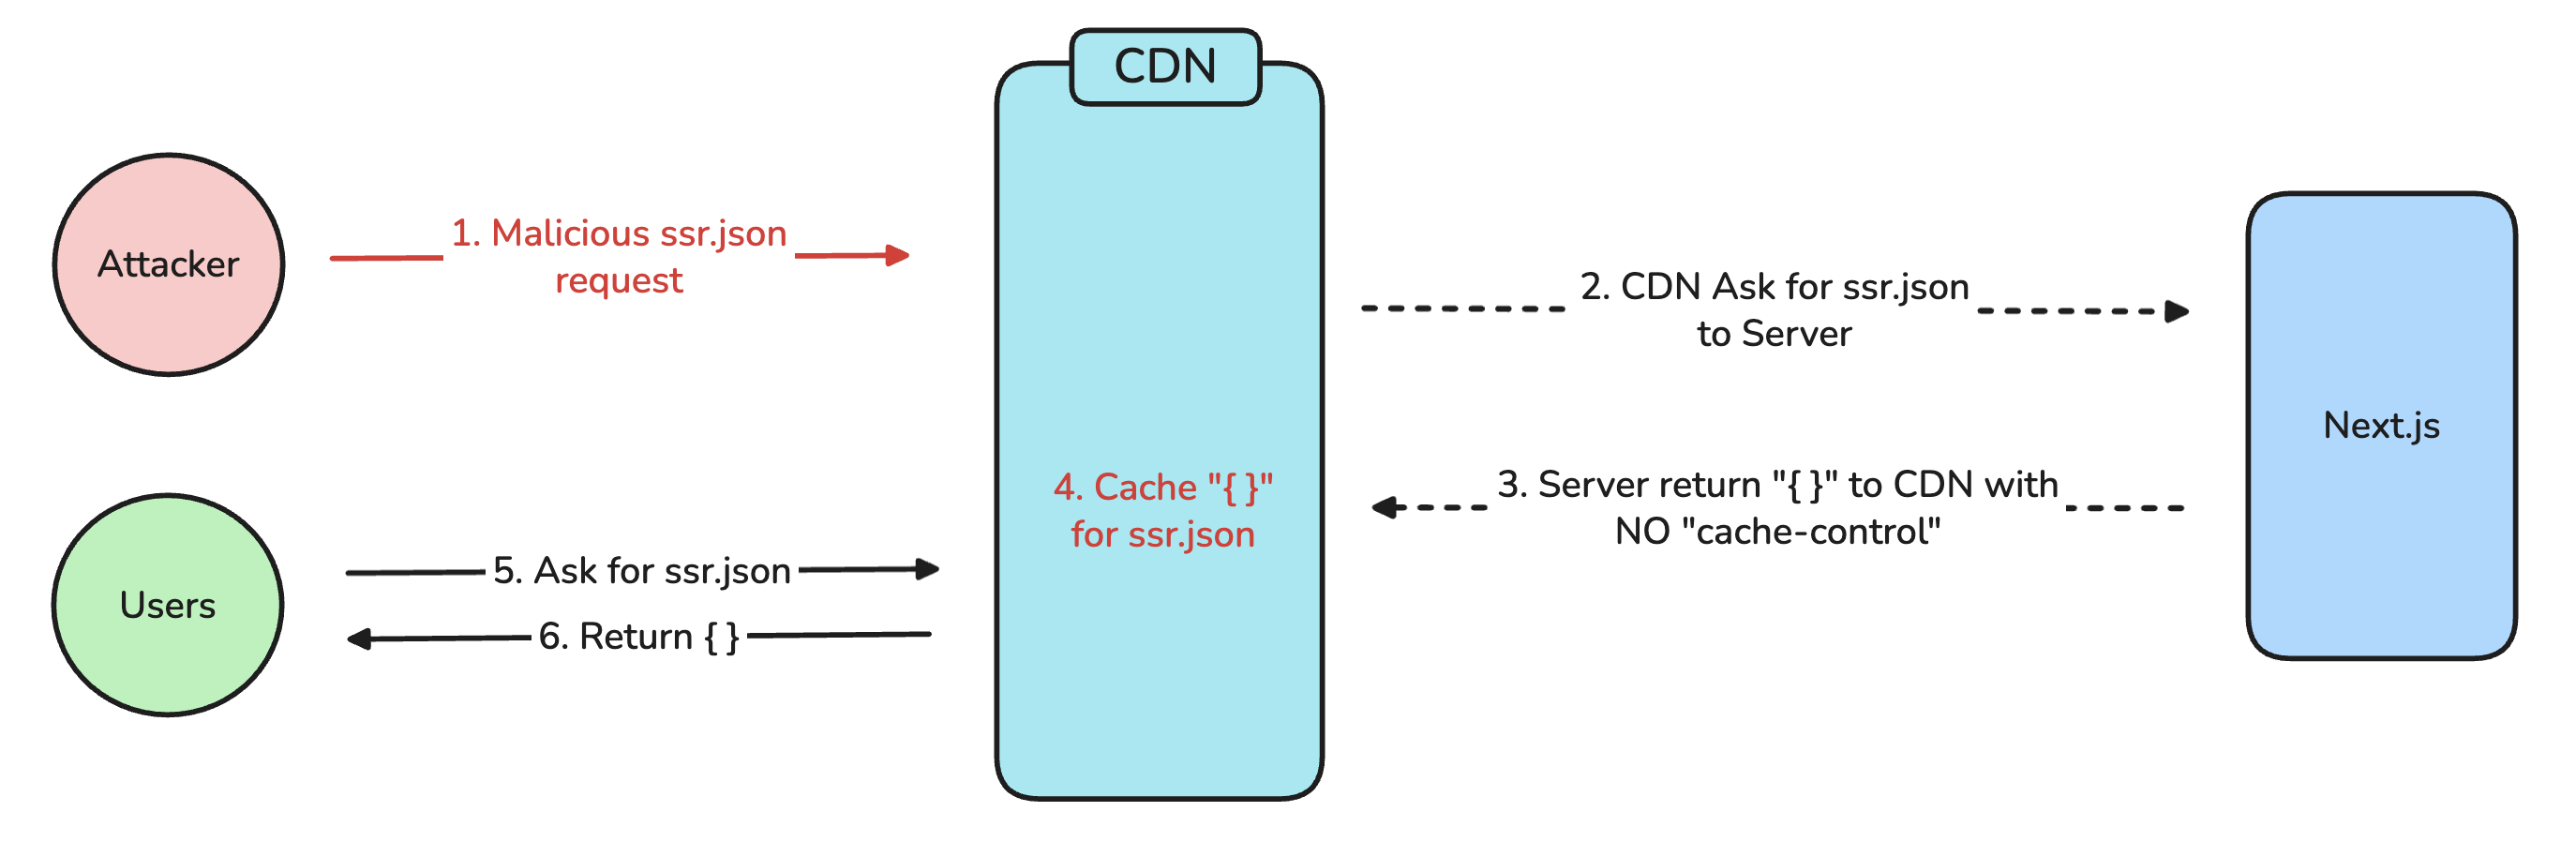 CDN
Attacker
1. Malicious ssr.json
request
2. CDN Ask for ssr.json
to Server
Next.js
3. Server return "{ }" to CDN with
NO "cache-control"
4. Cache "{ }"
for ssr.json
Users
5. Ask for ssr.json
6. Return { }